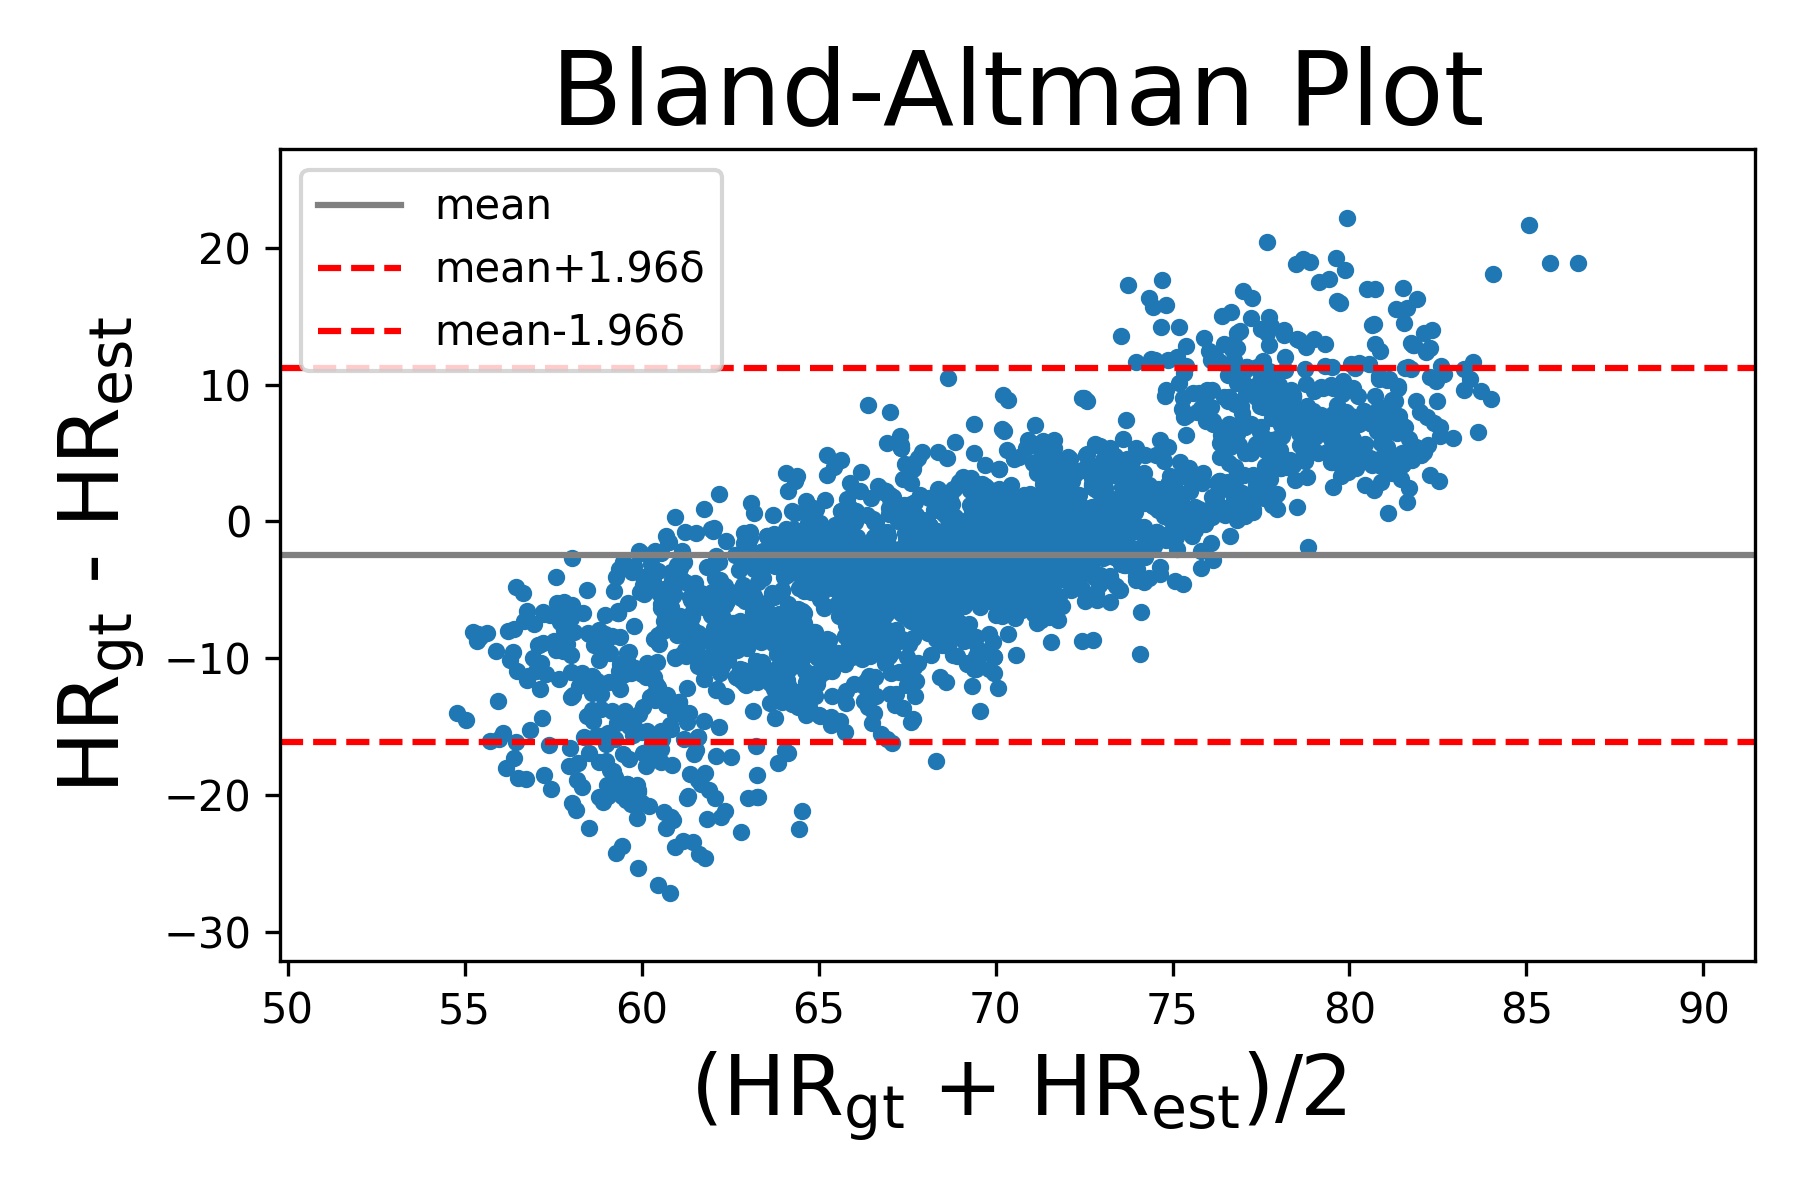 Bland-Altman Plot
mean
mean+1.96δ
mean-1.96δ
20
10
0
−10
−20
−30
HRgt - HRest
50 55 60 65 70 75 80 85 90
(HRgt + HRest)/2